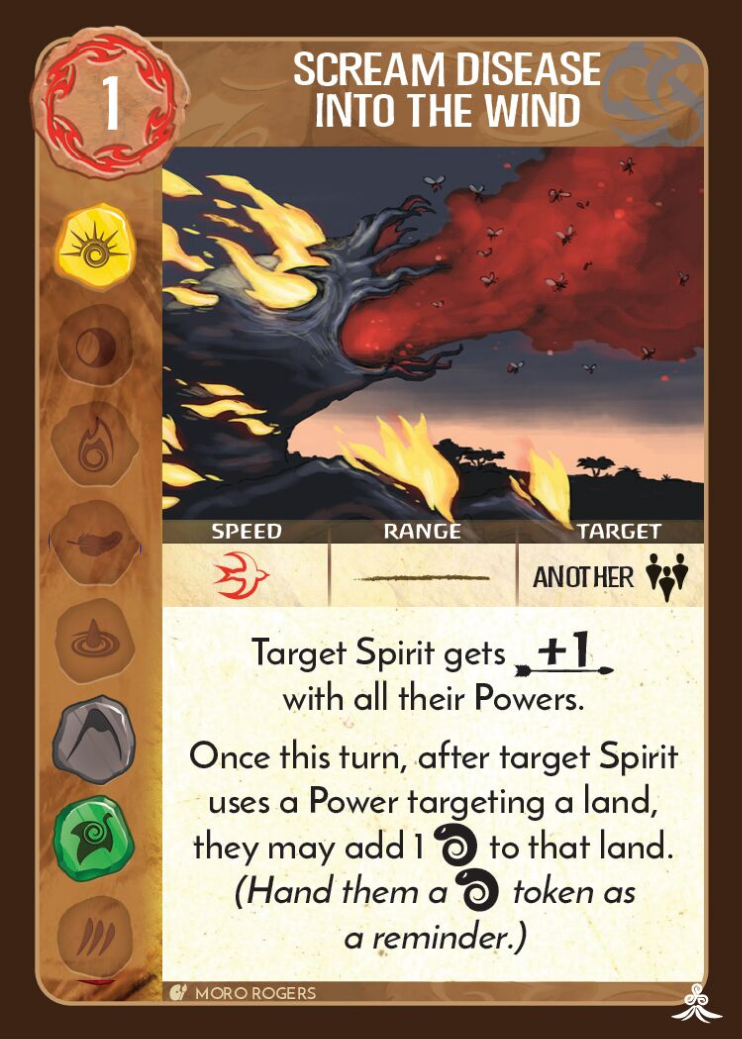 1
SCREAM DISEASE
INTO THE WIND
SPEED RANGE TARGET
ANOTHER
Target Spirit gets +1
with all their Powers.
Once this turn, after target Spirit
uses a Power targeting a land,
they may add 1 to that land.
(Hand them a token as
a reminder.)
MORO ROGERS